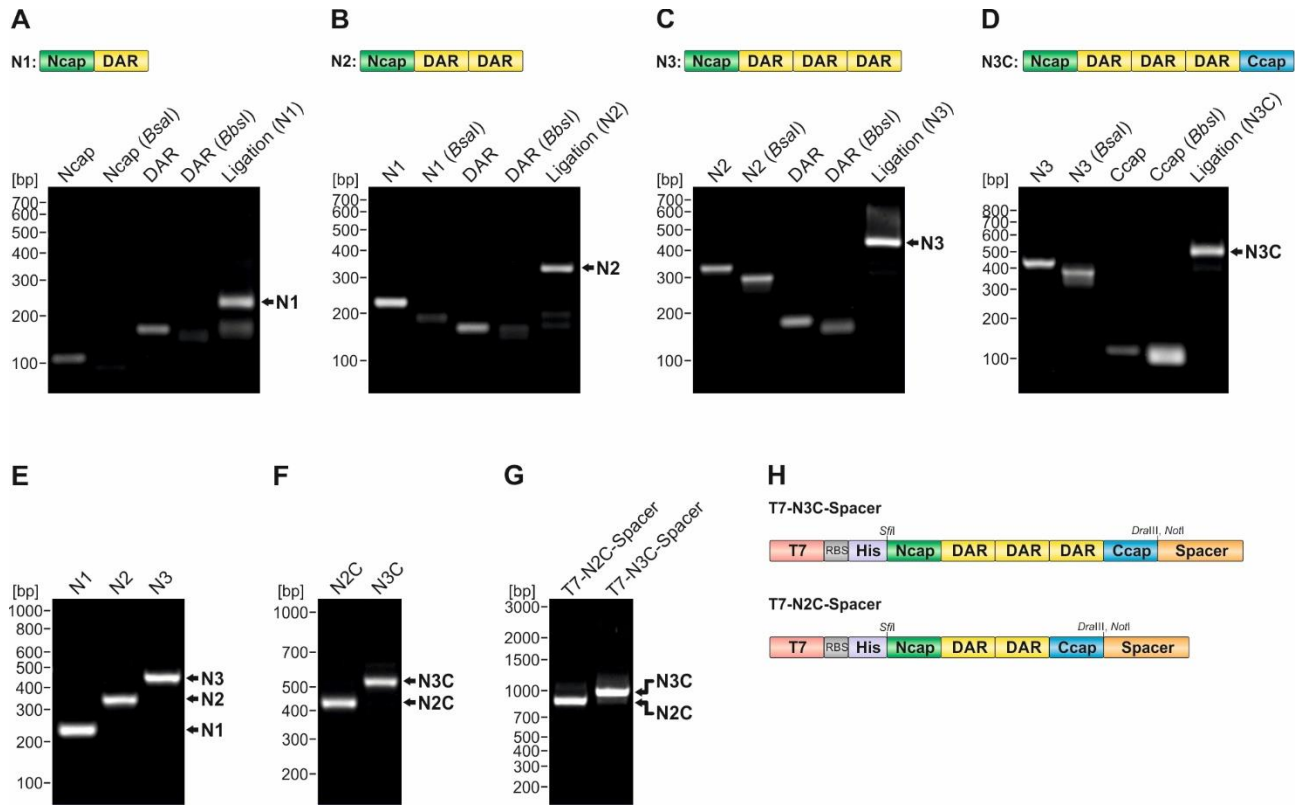 A
N1: Ncap DAR
Ncap
Ncap (BsaI)
DAR
DAR (BbsI)
Ligation (N1)
[bp]
700
600
500
400
300
200
100
N1
B
N2: Ncap DAR DAR
N1
N1 (BsaI)
DAR
DAR (BbsI)
Ligation (N2)
[bp]
700
600
500
400
300
200
100
N2
C
N3: Ncap DAR DAR DAR
N2
N2 (BsaI)
DAR
DAR (BbsI)
Ligation (N3)
[bp]
700
600
500
400
300
200
100
N3
D
N3C: Ncap DAR DAR DAR Ccap
N3
N3 (BsaI)
Ccap
Ccap (BbsI)
Ligation (N3C)
[bp]
800
700
600
500
400
300
200
100
N3C
E
N1
N2
N3
[bp]
1000
800
600
500
400
300
200
100
N3
N2
N1
F
N2C
N3C
[bp]
1000
700
500
400
300
200
N3C
N2C
G
T7-N2C-Spacer
T7-N3C-Spacer
[bp]
3000
2000
1500
1000
700
500
400
300
200
N3C
N2C
H
T7-N3C-Spacer
SfiI
DraIII, NotI
T7 RBS His Ncap DAR DAR DAR Ccap Spacer
T7-N2C-Spacer
SfiI
DraIII, NotI
T7 RBS His Ncap DAR DAR Ccap Spacer